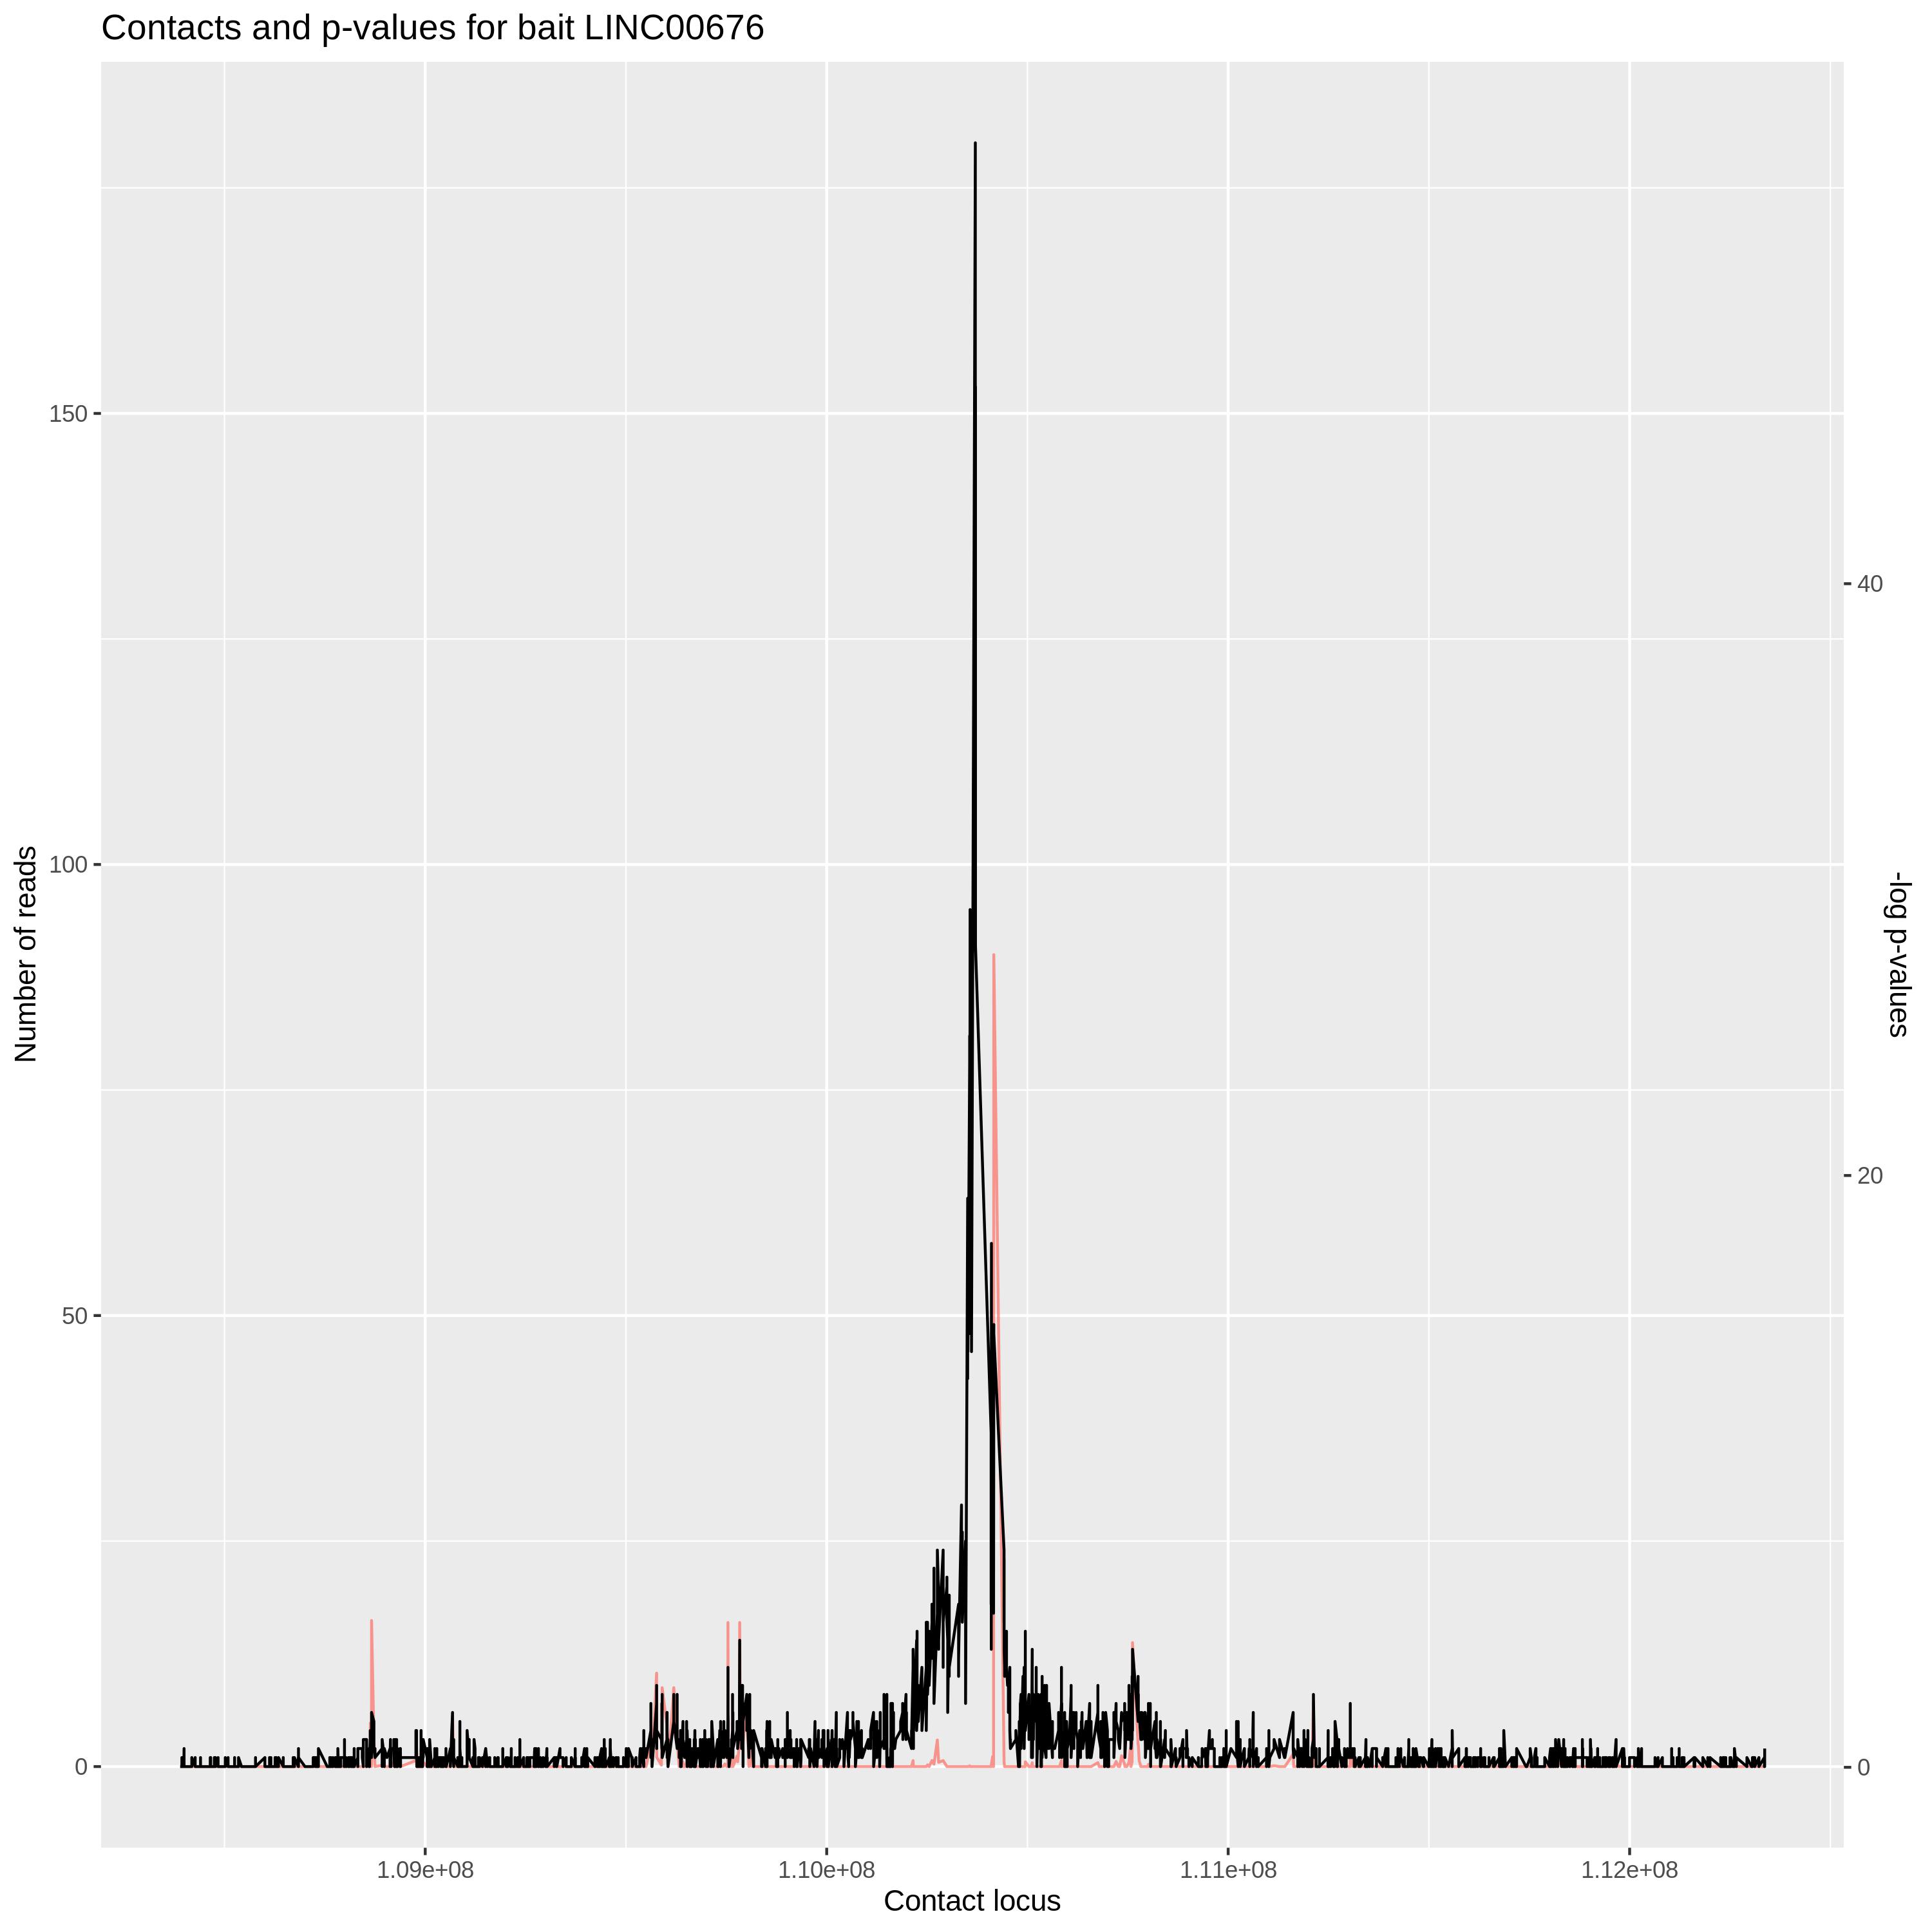 Contacts and p-values for bait LINC00676
Number of reads
150
100
50
0
-log p-values
40
20
0
1.09e+08
1.10e+08
1.11e+08
1.12e+08
Contact locus